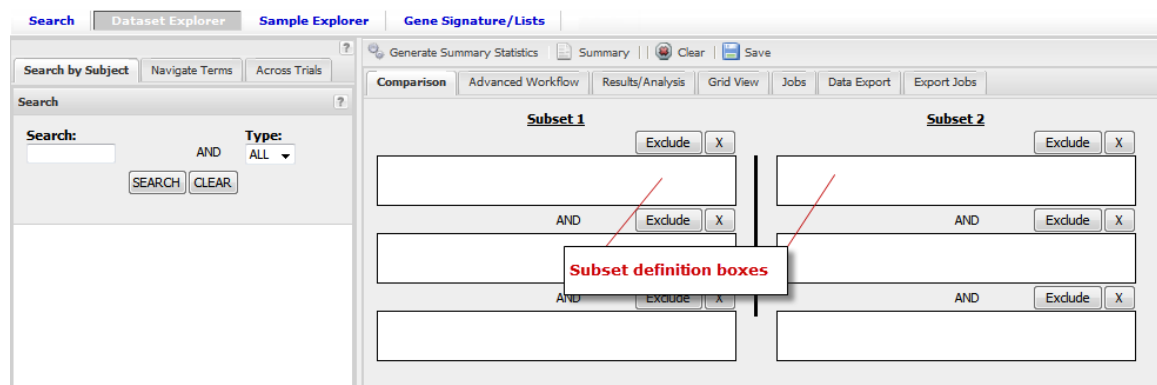 Search Dataset Explorer Sample Explorer Gene Signature/Lists
?
Search by Subject Navigate Terms Across Trials
Search ?
Search: Type:
AND ALL
SEARCH CLEAR
Generate Summary Statistics Summary Clear Save
Comparison Advanced Workflow Results/Analysis Grid View Jobs Data Export Export Jobs
Subset 1 Subset 2
Exclude X Exclude X
AND Exclude X AND Exclude X
Subset definition boxes
AND Exclude X AND Exclude X